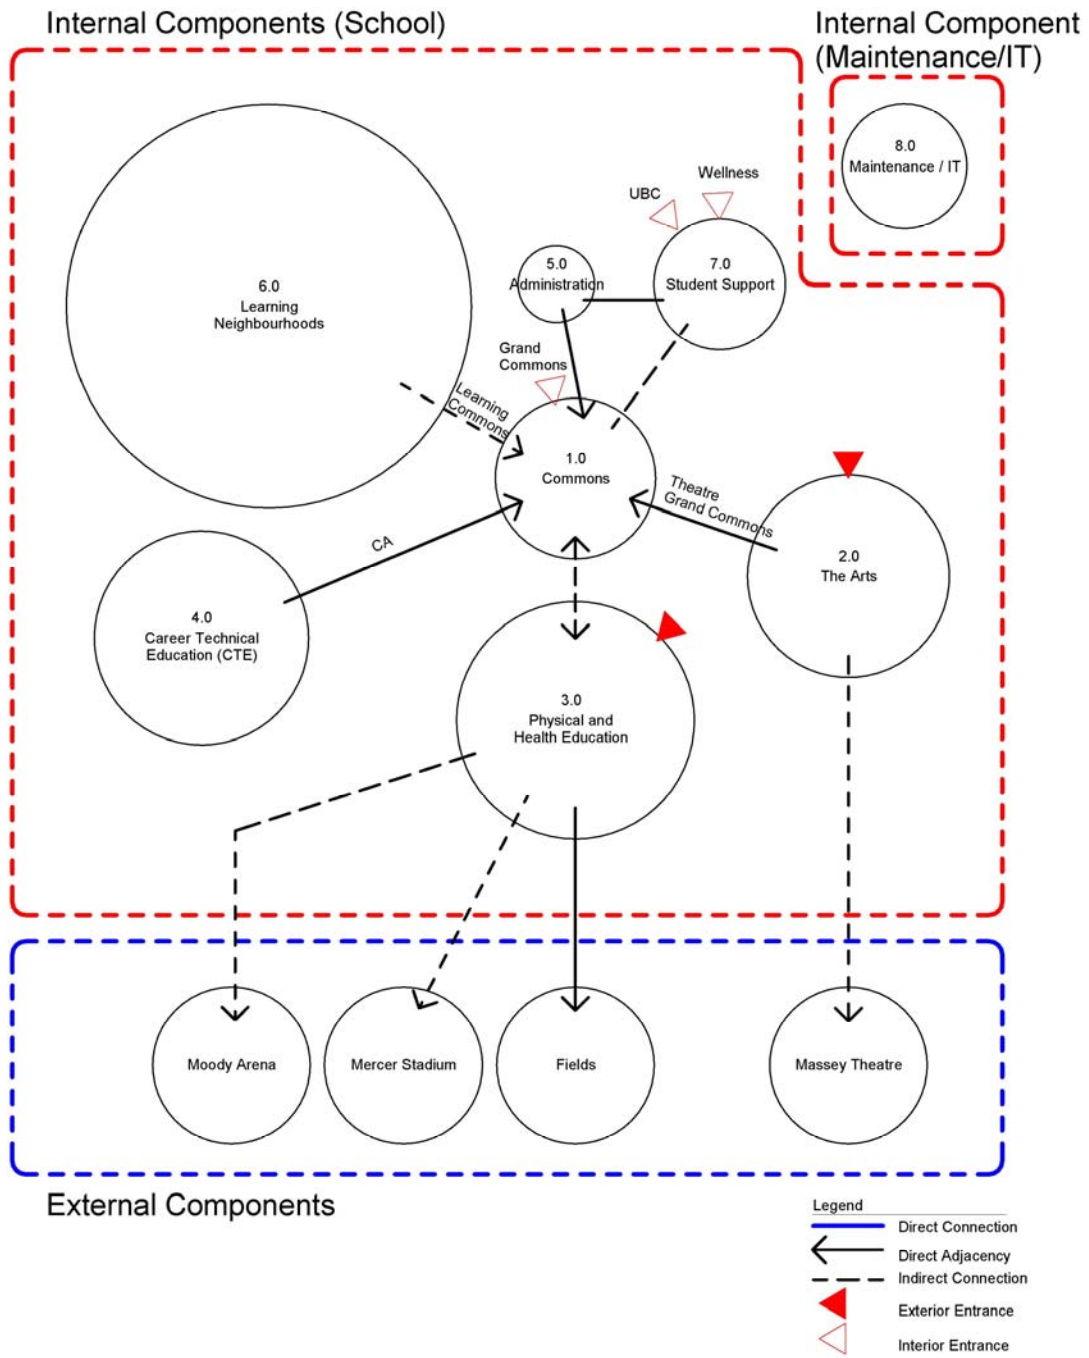 Internal Components (School)
Internal Component
(Maintenance/IT)
8.0
Maintenance / IT
Wellness
UBC
6.0
Learning
Neighbourhoods
5.0
Administration
7.0
Student Support
Grand
Commons
Learning
Commons
1.0
Commons
Theatre
Grand Commons
CA
2.0
The Arts
4.0
Career Technical
Education (CTE)
3.0
Physical and
Health Education
Moody Arena
Mercer Stadium
Fields
Massey Theatre
External Components
Legend
Direct Connection
Direct Adjacency
Indirect Connection
Exterior Entrance
Interior Entrance